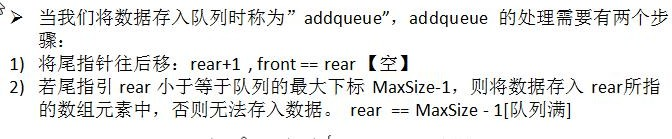 ➢ 当我们将数据存入队列时称为”addqueue”，addqueue 的处理需要有两个步
骤：
1) 将尾指针往后移：rear+1 , front == rear 【空】
2) 若尾指引 rear 小于等于队列的最大下标 MaxSize-1，则将数据存入 rear所指
的数组元素中，否则无法存入数据。 rear == MaxSize - 1[队列满]